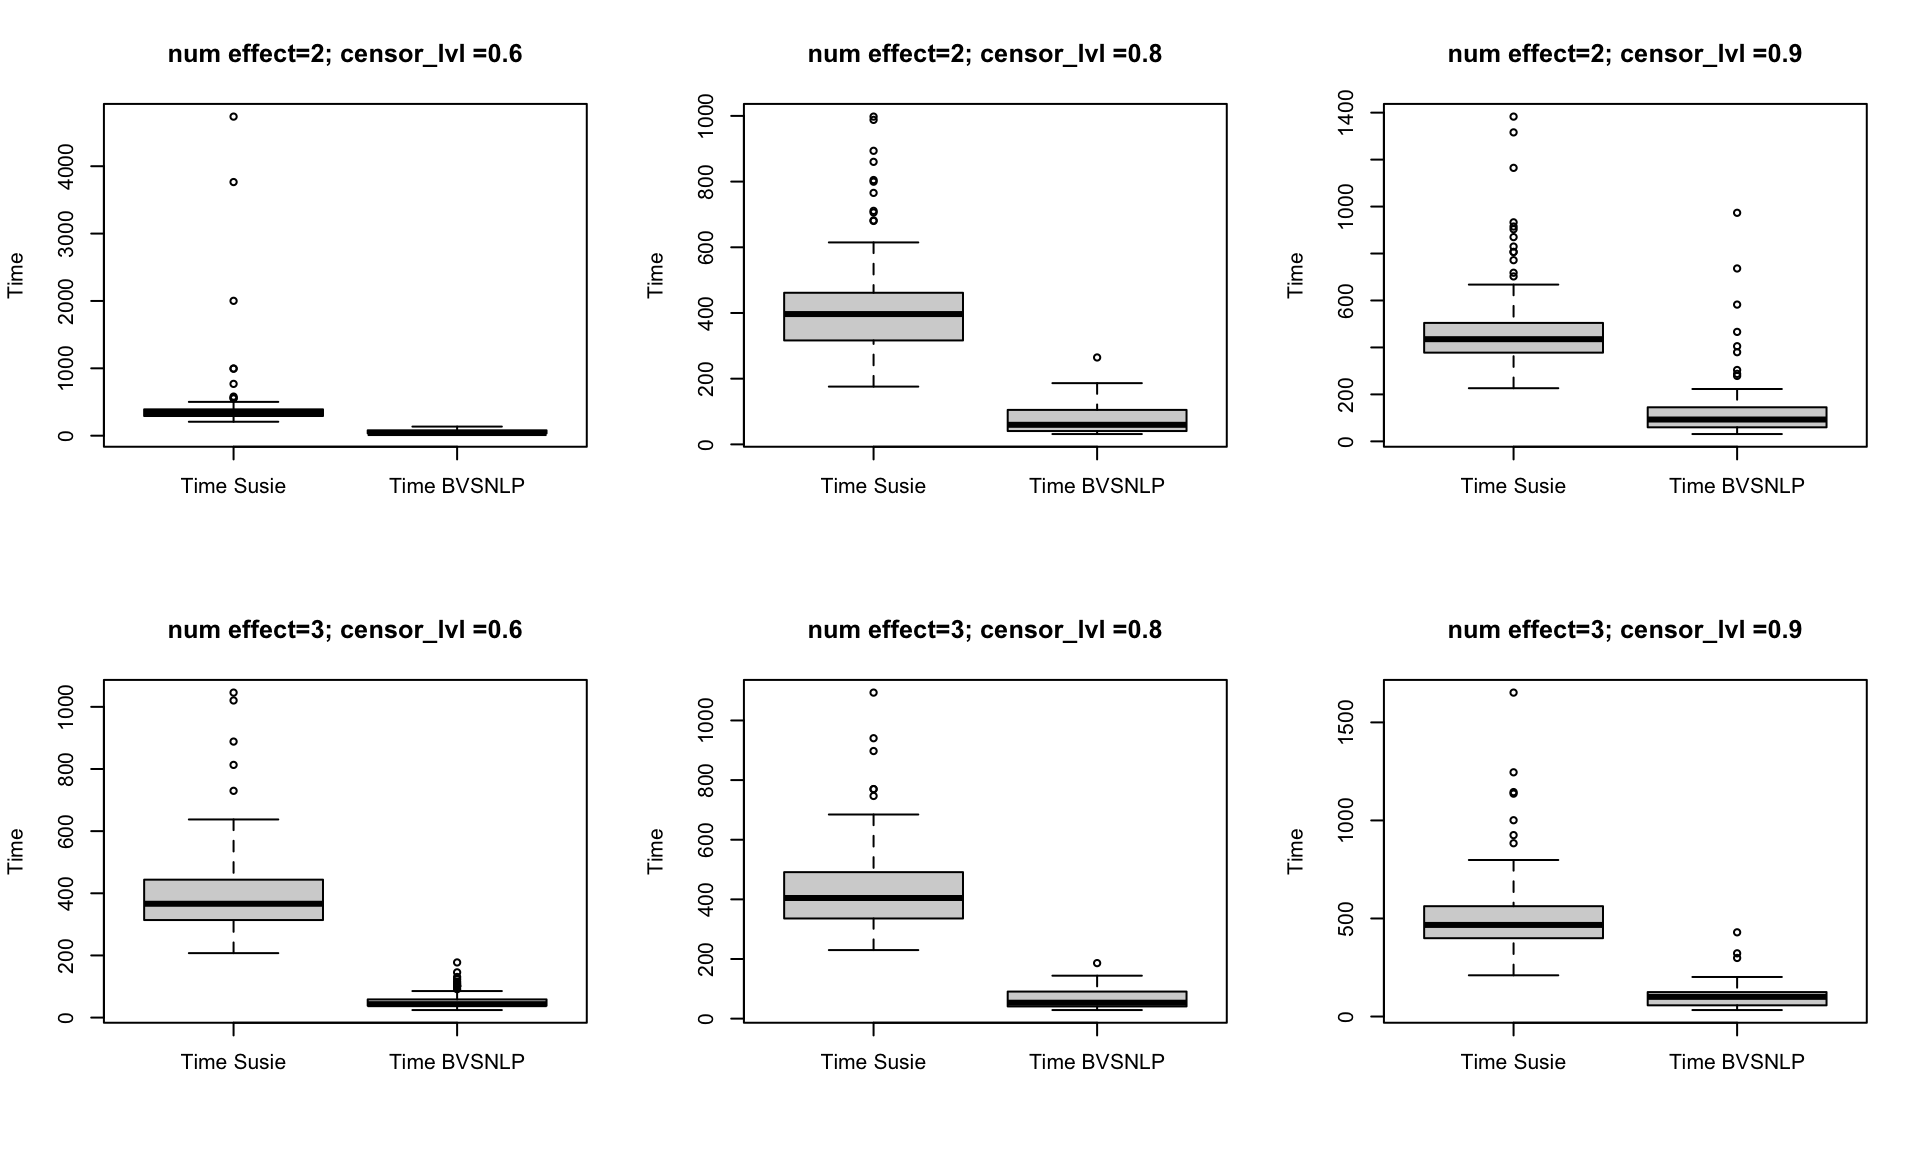 num effect=2; censor_lvl =0.6
Time
0
1000
2000
3000
4000
Time Susie
Time BVSNLP
num effect=2; censor_lvl =0.8
Time
0
200
400
600
800
1000
Time Susie
Time BVSNLP
num effect=2; censor_lvl =0.9
Time
0
200
600
1000
1400
Time Susie
Time BVSNLP
num effect=3; censor_lvl =0.6
Time
0
200
400
600
800
1000
Time Susie
Time BVSNLP
num effect=3; censor_lvl =0.8
Time
0
200
400
600
800
1000
Time Susie
Time BVSNLP
num effect=3; censor_lvl =0.9
Time
0
500
1000
1500
Time Susie
Time BVSNLP